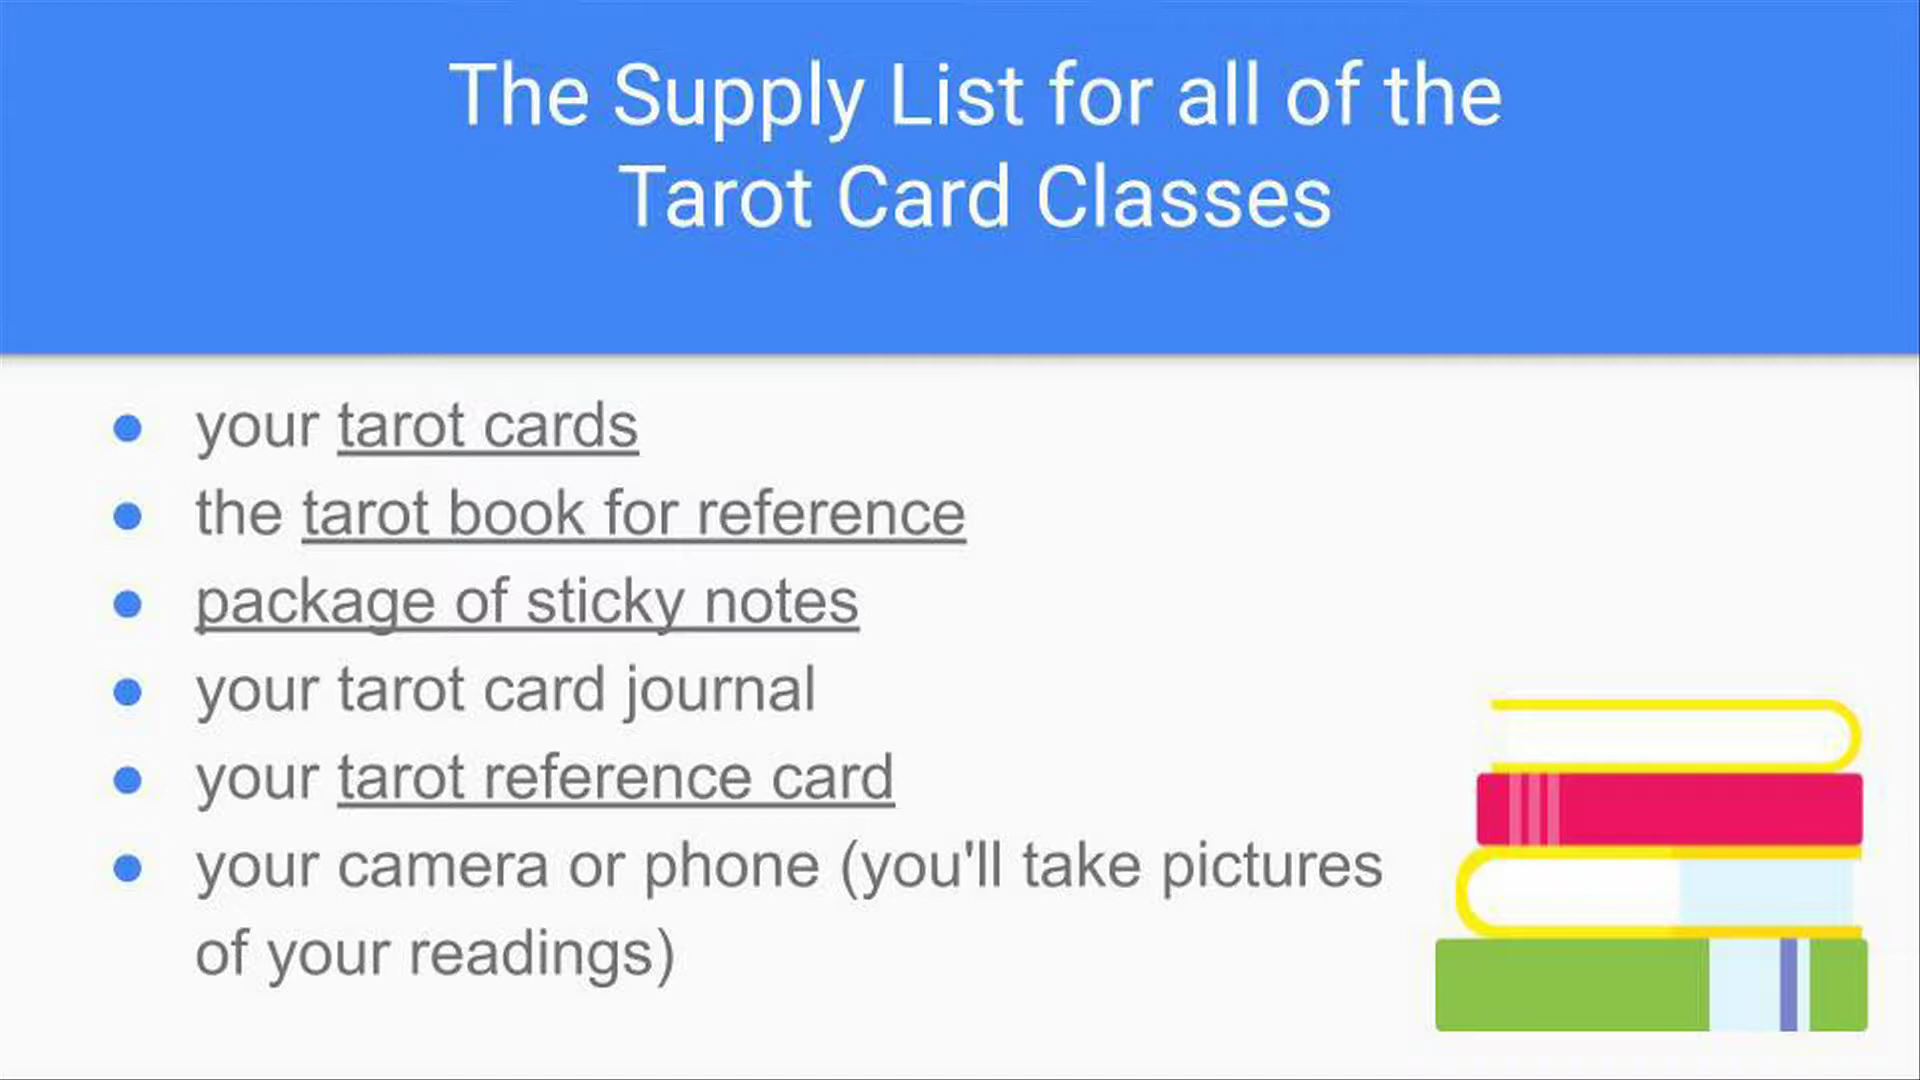 The Supply List for all of the
Tarot Card Classes
● your tarot cards
● the tarot book for reference
● package of sticky notes
● your tarot card journal
● your tarot reference card
● your camera or phone (you'll take pictures
of your readings)